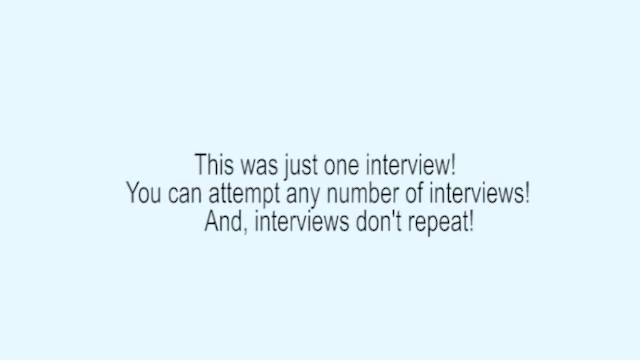 This was just one interview!
You can attempt any number of interviews!
And, interviews don't repeat!